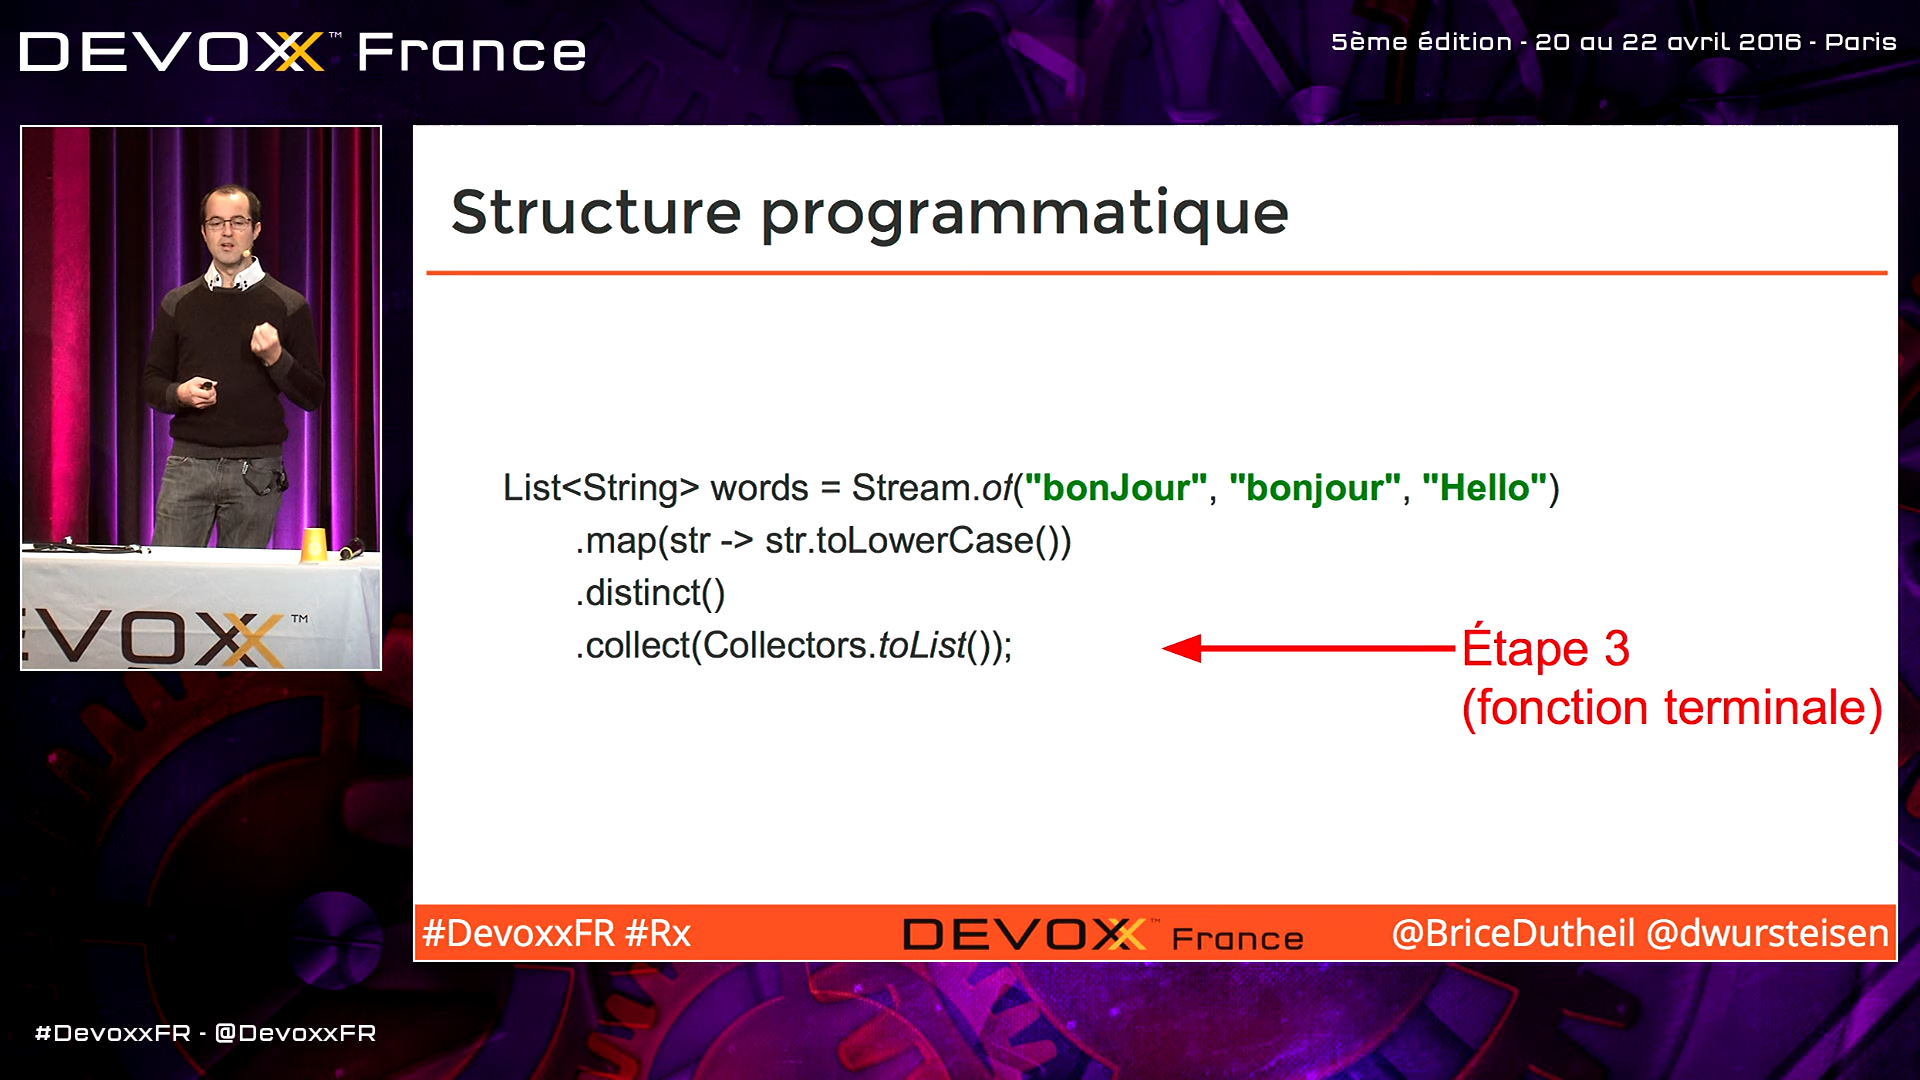 DEVOXX™ France
5ème édition - 20 au 22 avril 2016 - Paris
EVOXX™
Structure programmatique
List<String> words = Stream.of("bonJour", "bonjour", "Hello")
.map(str -> str.toLowerCase())
.distinct()
.collect(Collectors.toList());
Étape 3
(fonction terminale)
#DevoxxFR #Rx
DEVOXX™ France
@BriceDutheil @dwursteisen
#DevoxxFR - @DevoxxFR